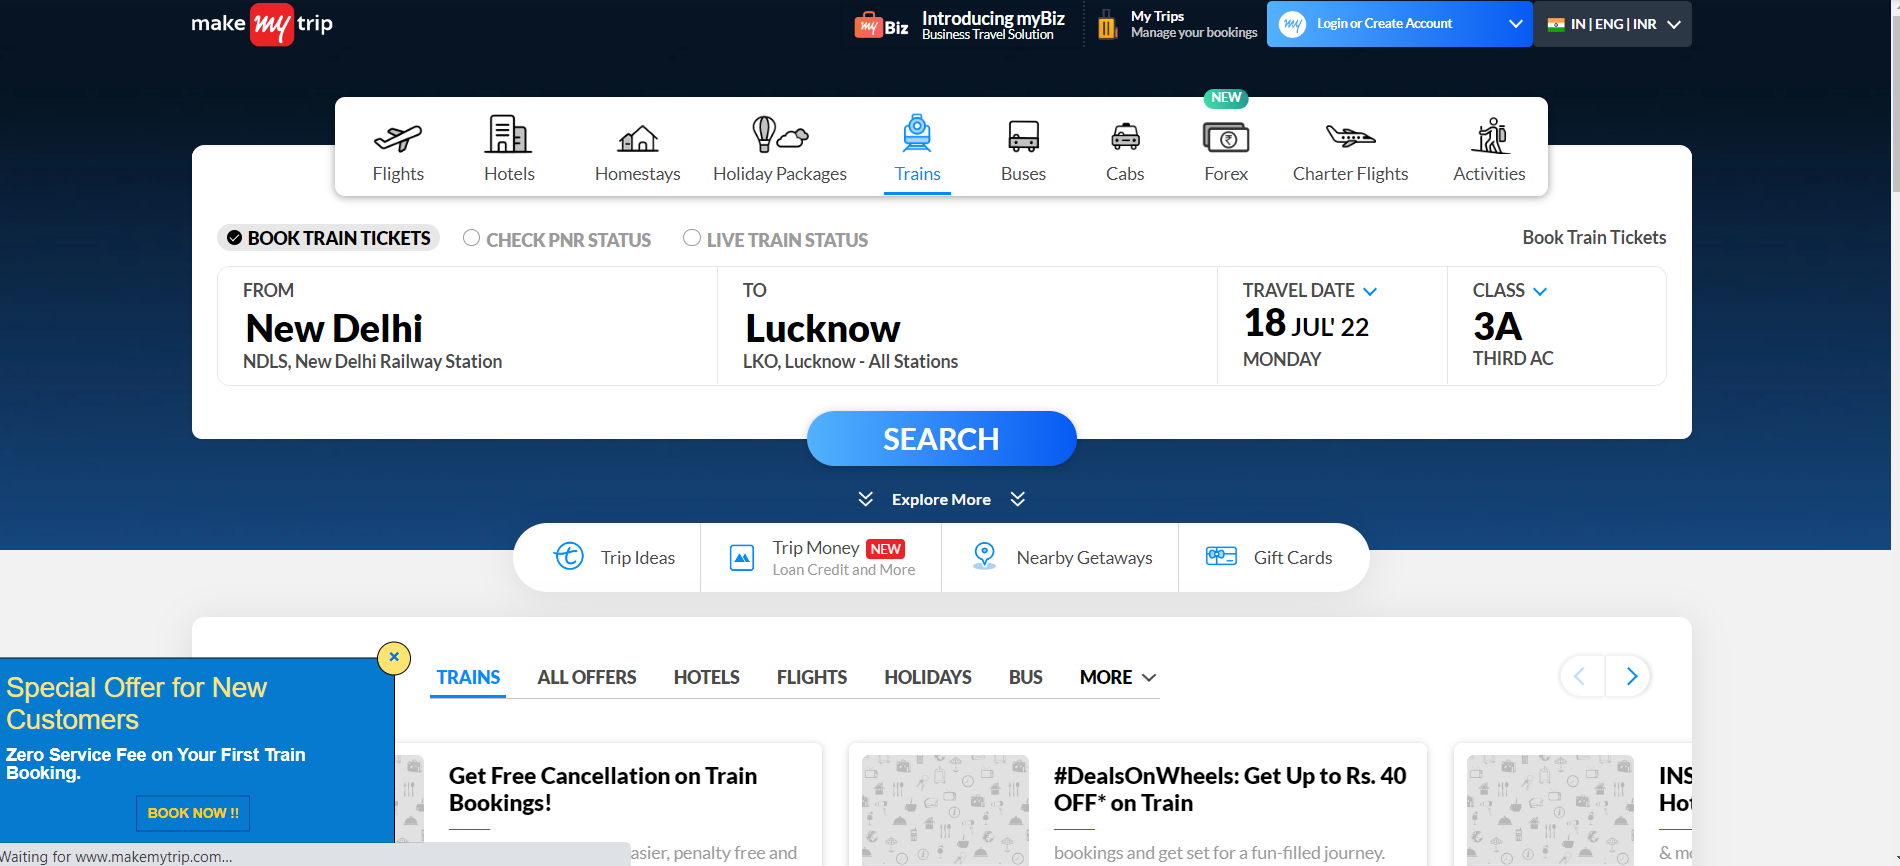 make my trip
my Biz
Introducing myBiz
Business Travel Solution
My Trips
Manage your bookings
my Login or Create Account
IN | ENG | INR
NEW
Flights
Hotels
Homestays
Holiday Packages
Trains
Buses
Cabs
Forex
Charter Flights
Activities
BOOK TRAIN TICKETS
CHECK PNR STATUS
LIVE TRAIN STATUS
Book Train Tickets
FROM
New Delhi
NDLS, New Delhi Railway Station
TO
Lucknow
LKO, Lucknow - All Stations
TRAVEL DATE
18 JUL' 22
MONDAY
CLASS
3A
THIRD AC
SEARCH
Explore More
Trip Ideas
Trip Money NEW
Loan Credit and More
Nearby Getaways
Gift Cards
TRAINS
ALL OFFERS
HOTELS
FLIGHTS
HOLIDAYS
BUS
MORE
Special Offer for New
Customers
Zero Service Fee on Your First Train
Booking.
BOOK NOW !!
Get Free Cancellation on Train
Bookings!
asier, penalty free and
#DealsOnWheels: Get Up to Rs. 40
OFF* on Train
bookings and get set for a fun-filled journey.
INS
Hot
Waiting for www.makemytrip.com...